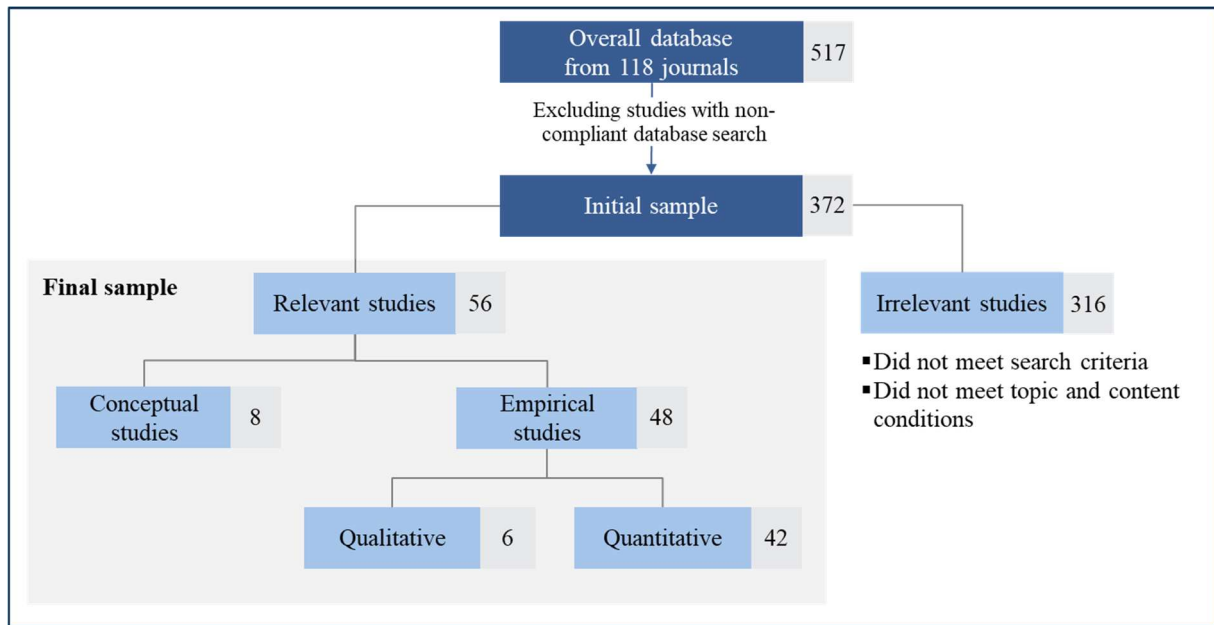 Overall database
from 118 journals
517
Excluding studies with non-
compliant database search
Initial sample
372
Final sample
Relevant studies
56
Irrelevant studies
316
▪Did not meet search criteria
▪Did not meet topic and content
conditions
Conceptual
studies
8
Empirical
studies
48
Qualitative
6
Quantitative
42